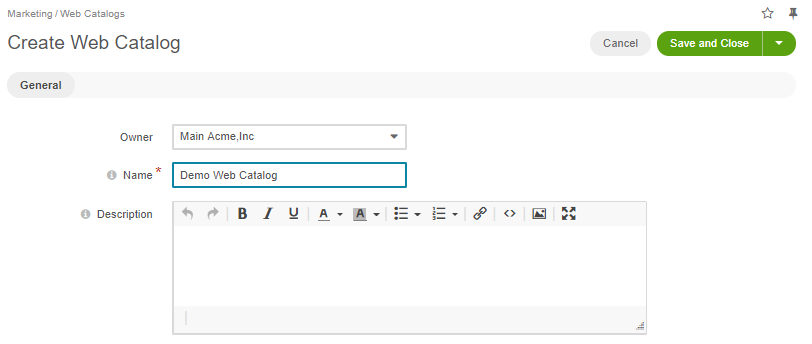 Marketing / Web Catalogs
Create Web Catalog
Cancel
Save and Close
General
Owner
Main Acme,Inc
Name *
Demo Web Catalog
Description
B I U A A